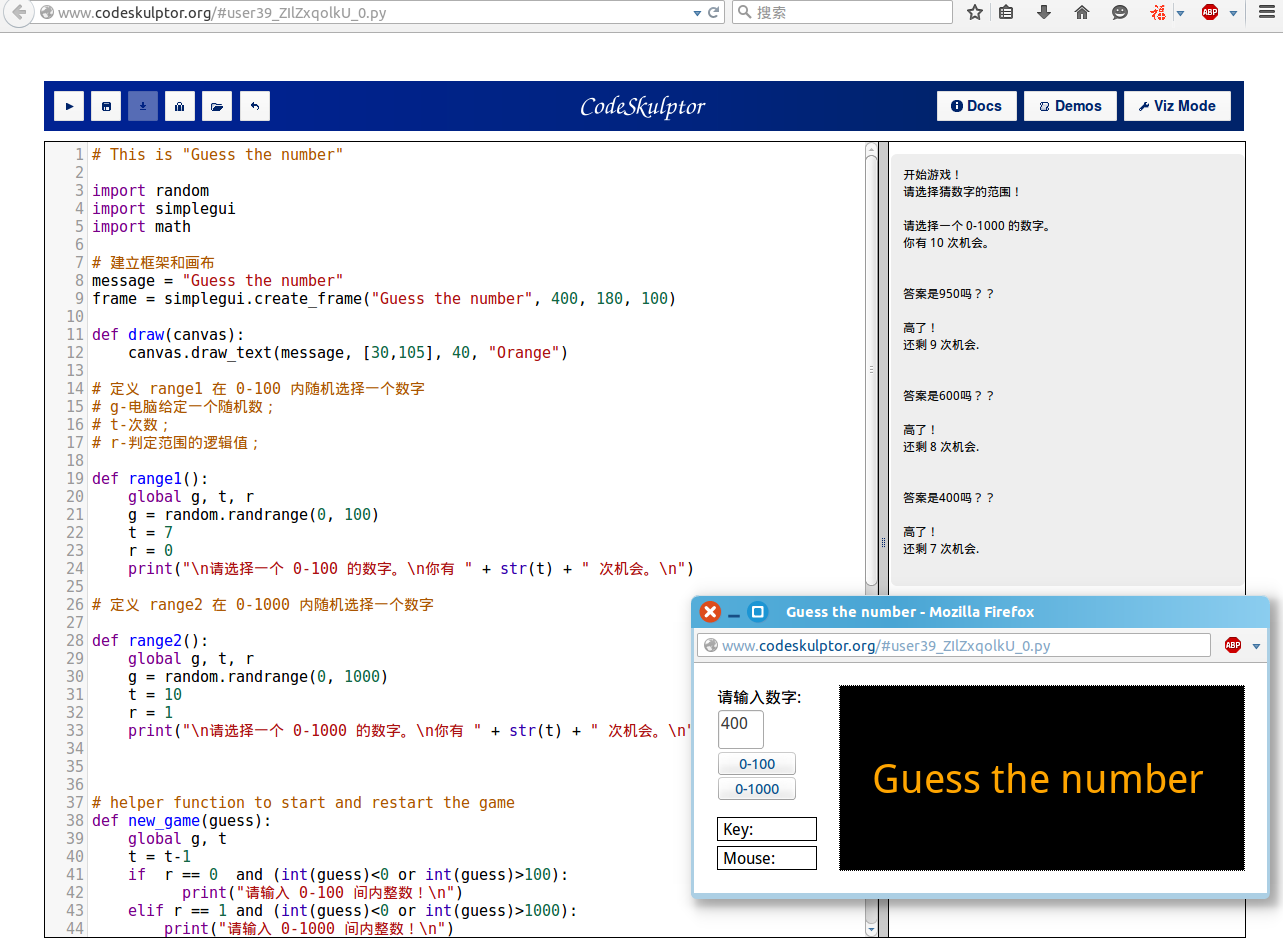 www.codeskulptor.org/#user39_ZIlZxqolkU_0.py
搜索
ABP
CodeSkulptor
Docs
Demos
Viz Mode
1 # This is "Guess the number"
2
3 import random
4 import simplegui
5 import math
6
7 # 建立框架和画布
8 message = "Guess the number"
9 frame = simplegui.create_frame("Guess the number", 400, 180, 100)
10
11 def draw(canvas):
12     canvas.draw_text(message, [30,105], 40, "Orange")
13
14 # 定义 range1 在 0-100 内随机选择一个数字
15 # g-电脑给定一个随机数；
16 # t-次数；
17 # r-判定范围的逻辑值；
18
19 def range1():
20     global g, t, r
21     g = random.randrange(0, 100)
22     t = 7
23     r = 0
24     print("\n请选择一个 0-100 的数字。\n你有 " + str(t) + " 次机会。\n")
25
26 # 定义 range2 在 0-1000 内随机选择一个数字
27
28 def range2():
29     global g, t, r
30     g = random.randrange(0, 1000)
31     t = 10
32     r = 1
33     print("\n请选择一个 0-1000 的数字。\n你有 " + str(t) + " 次机会。\n"
34
35
36
37 # helper function to start and restart the game
38 def new_game(guess):
39     global g, t
40     t = t-1
41     if  r == 0  and (int(guess)<0 or int(guess)>100):
42           print("请输入 0-100 间内整数！\n")
43     elif r == 1 and (int(guess)<0 or int(guess)>1000):
44         print("请输入 0-1000 间内整数！\n")
开始游戏！
请选择猜数字的范围！
请选择一个 0-1000 的数字。
你有 10 次机会。
答案是950吗？？
高了！
还剩 9 次机会.
答案是600吗？？
高了！
还剩 8 次机会.
答案是400吗？？
高了！
还剩 7 次机会.
Guess the number - Mozilla Firefox
www.codeskulptor.org/#user39_ZIlZxqolkU_0.py
ABP
请输入数字:
400
0-100
0-1000
Key:
Mouse:
Guess the number